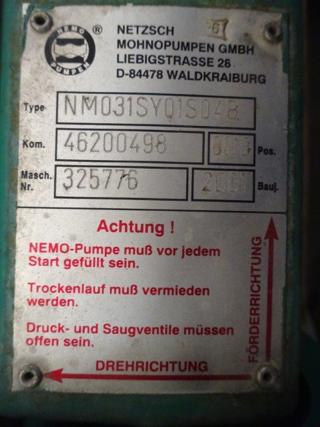 NEMO
PUMPEN
NETZSCH
MOHNOPUMPEN GMBH
LIEBIGSTRASSE 28
D-84478 WALDKRAIBURG
Type NM031SY01S04B
Kom. 46200498 Pos.
Masch. Nr. 325776 Bauj.
Achtung !
NEMO-Pumpe muß vor jedem
Start gefüllt sein.
Trockenlauf muß vermieden
werden.
Druck- und Saugventile müssen
offen sein.
DREHRICHTUNG
FÖRDERRICHTUNG